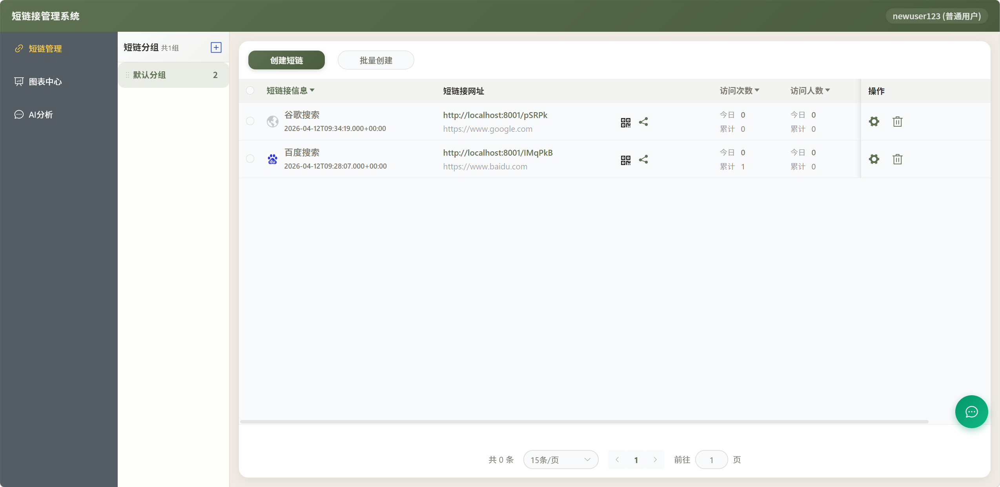 短链接管理系统
newuser123 (普通用户)
短链管理
图表中心
AI分析
短链分组 共1组
默认分组 2
创建短链 批量创建
短链接信息 短链接网址 访问次数 访问人数 操作
谷歌搜索 http://localhost:8001/pSRPk 今日 0 今日 0
2026-04-12T09:34:19.000+00:00 https://www.google.com 累计 0 累计 0
百度搜索 http://localhost:8001/IMqPkB 今日 0 今日 0
du
2026-04-12T09:28:07.000+00:00 https://www.baidu.com 累计 1 累计 0
共 0 条 15条/页 1 前往 1 页